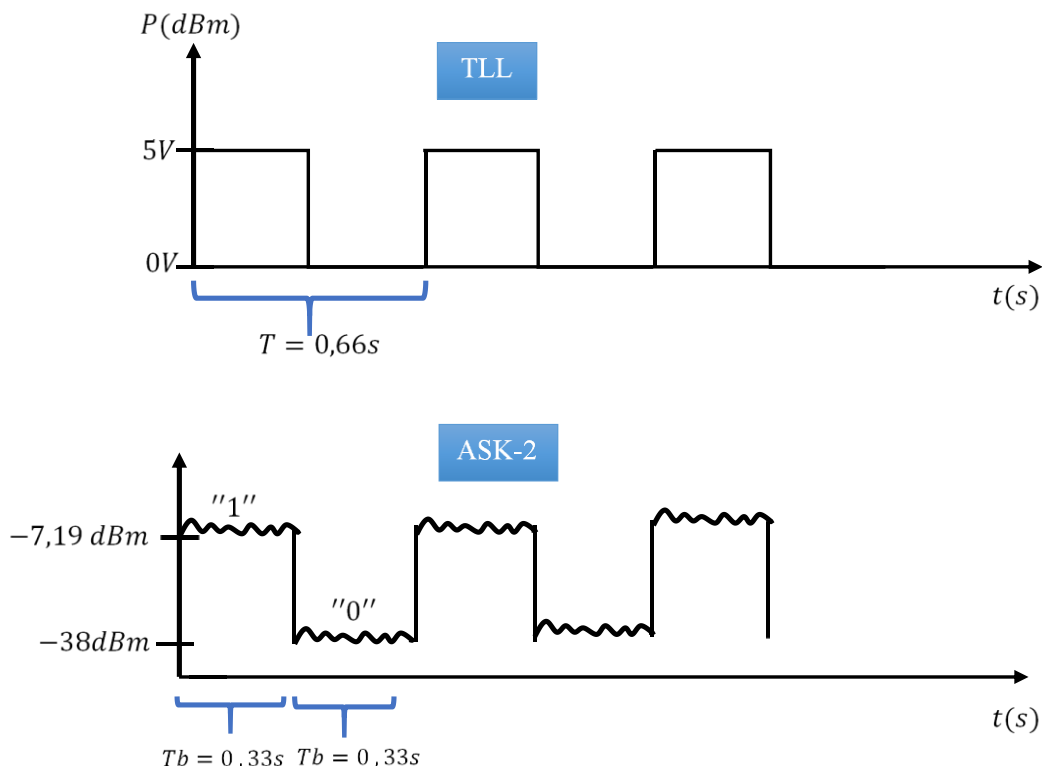 P(dBm)
TLL
5V
0V
t(s)
T = 0,66s
ASK-2
"1"
−7,19 dBm
"0"
−38dBm
t(s)
Tb = 0,33s Tb = 0,33s